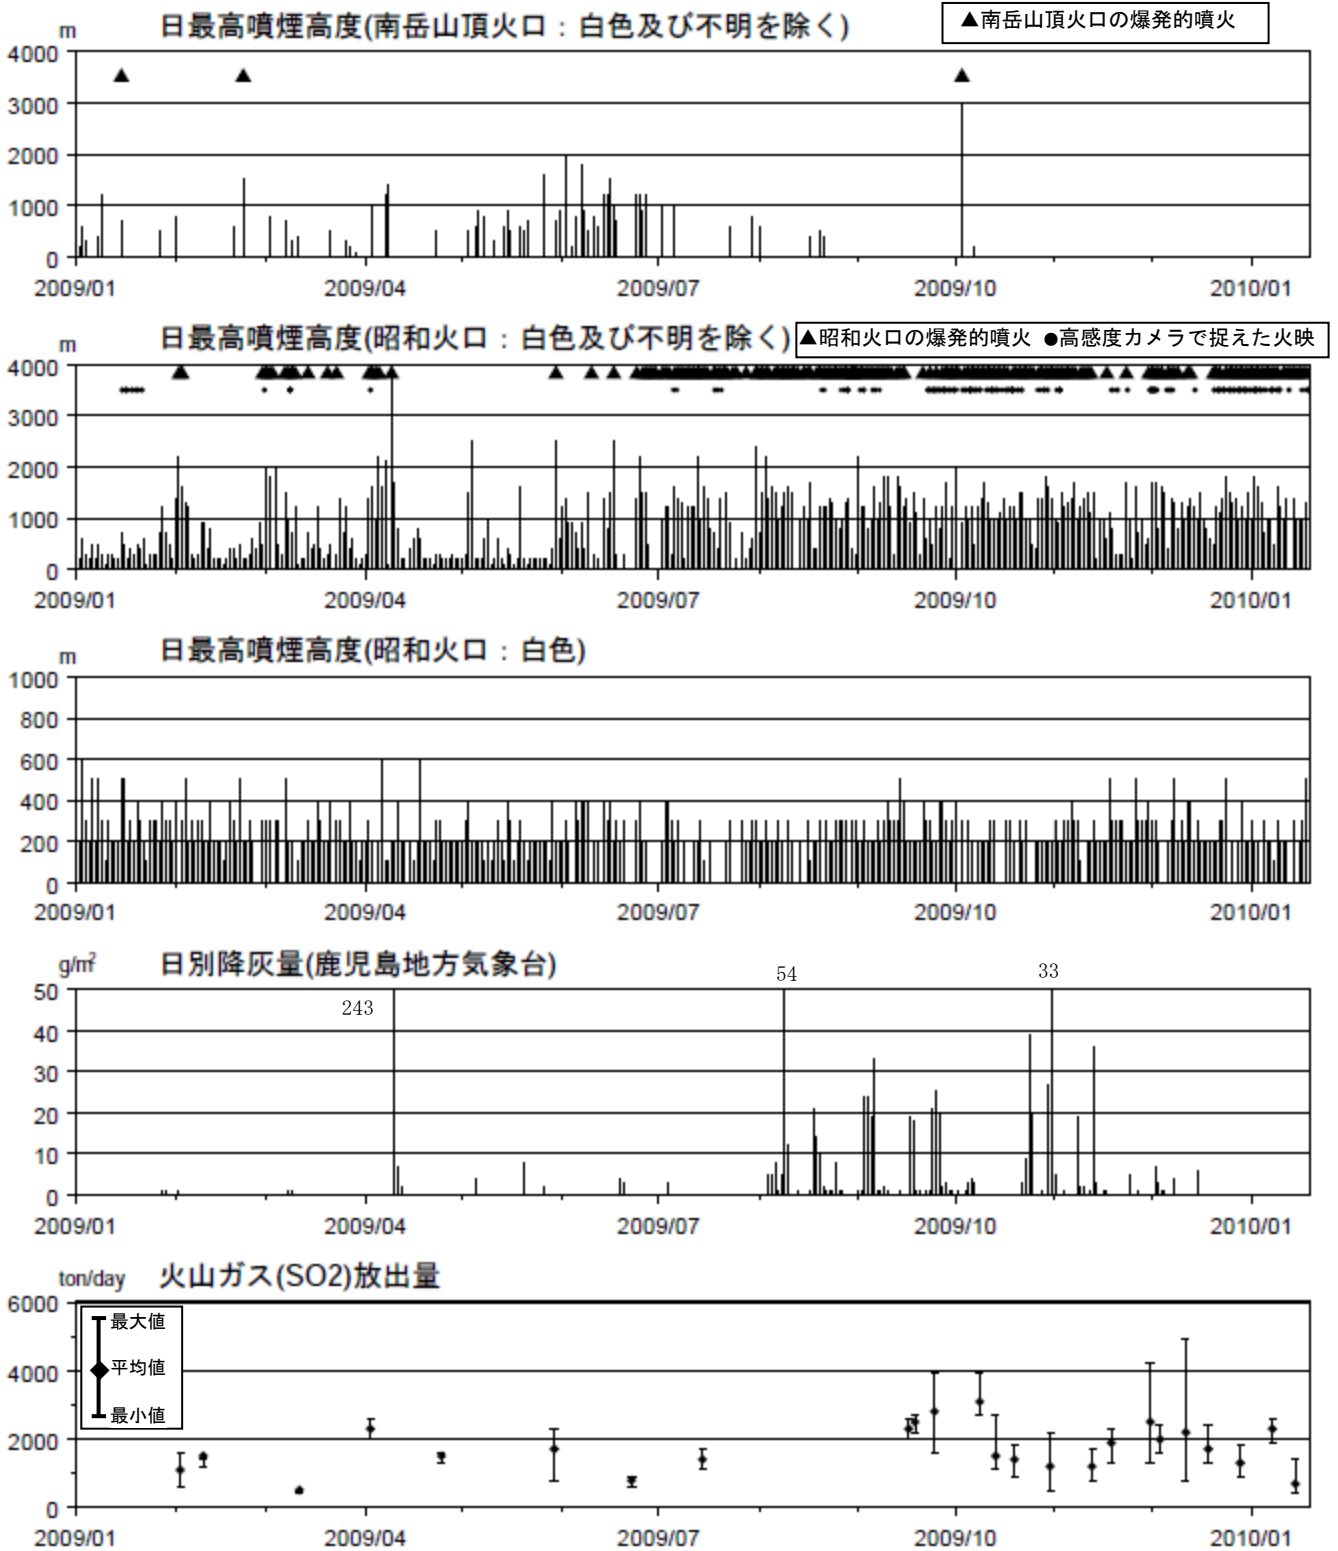 m 日最高噴煙高度(南岳山頂火口：白色及び不明を除く) ▲南岳山頂火口の爆発的噴火
4000
3000
2000
1000
0
2009/01 2009/04 2009/07 2009/10 2010/01
m 日最高噴煙高度(昭和火口：白色及び不明を除く) ▲昭和火口の爆発的噴火 ●高感度カメラで捉えた火映
4000
3000
2000
1000
0
2009/01 2009/04 2009/07 2009/10 2010/01
m 日最高噴煙高度(昭和火口：白色)
1000
800
600
400
200
0
2009/01 2009/04 2009/07 2009/10 2010/01
g/㎡ 日別降灰量(鹿児島地方気象台)
243 54 33
50
40
30
20
10
0
2009/01 2009/04 2009/07 2009/10 2010/01
ton/day 火山ガス(SO2)放出量
6000
4000
2000
0
最大値
平均値
最小値
2009/01 2009/04 2009/07 2009/10 2010/01